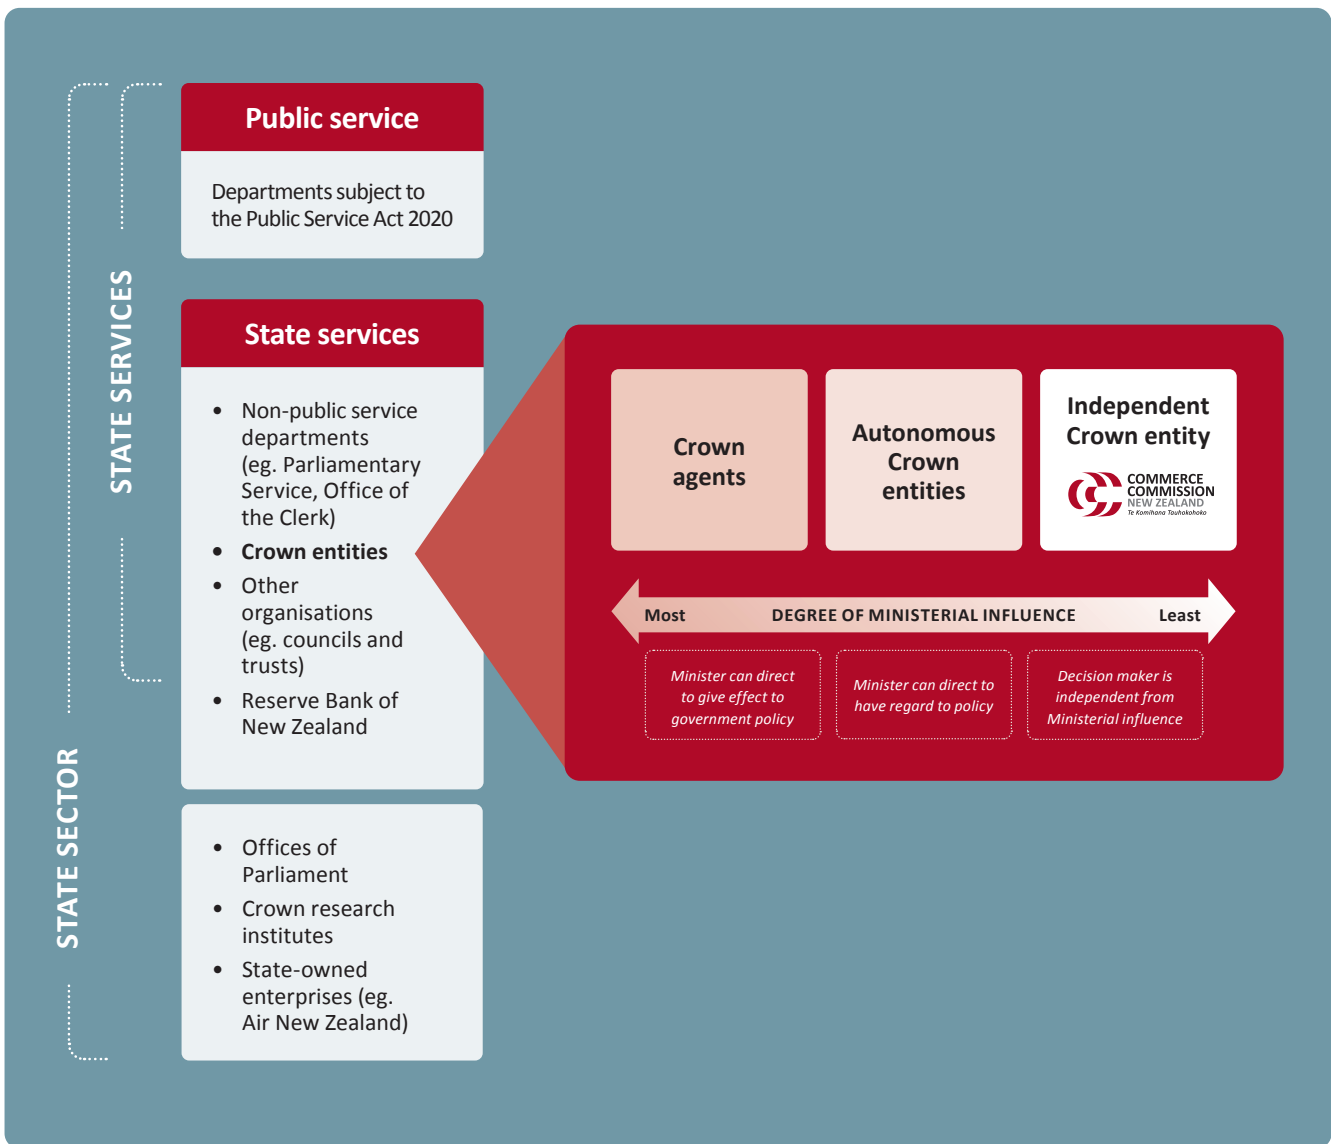 STATE SECTOR
STATE SERVICES
Public service
Departments subject to
the Public Service Act 2020
State services
• Non-public service
departments
(eg. Parliamentary
Service, Office of
the Clerk)
• Crown entities
• Other
organisations
(eg. councils and
trusts)
• Reserve Bank of
New Zealand
• Offices of
Parliament
• Crown research
institutes
• State-owned
enterprises (eg.
Air New Zealand)
Crown
agents
Autonomous
Crown
entities
Independent
Crown entity
COMMERCE
COMMISSION
NEW ZEALAND
Te Komihana Tauhokohoko
Most DEGREE OF MINISTERIAL INFLUENCE Least
Minister can direct
to give effect to
government policy
Minister can direct to
have regard to policy
Decision maker is
independent from
Ministerial influence